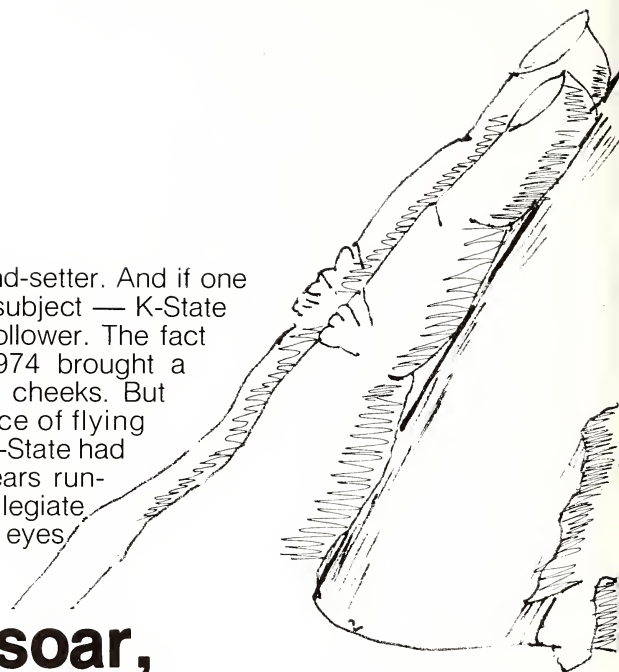 nd-setter. And if one
subject — K-State
ollower. The fact
974 brought a
cheeks. But
ce of flying
-State had
ears run-
legiate
eyes
soar,